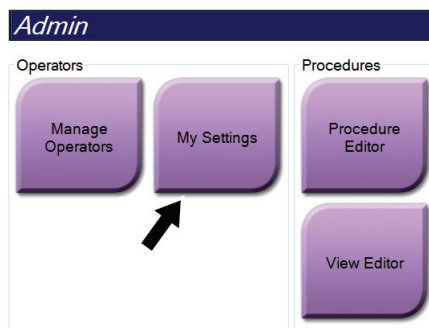 Admin
Operators
Manage
Operators
My Settings
Procedures
Procedure
Editor
View Editor